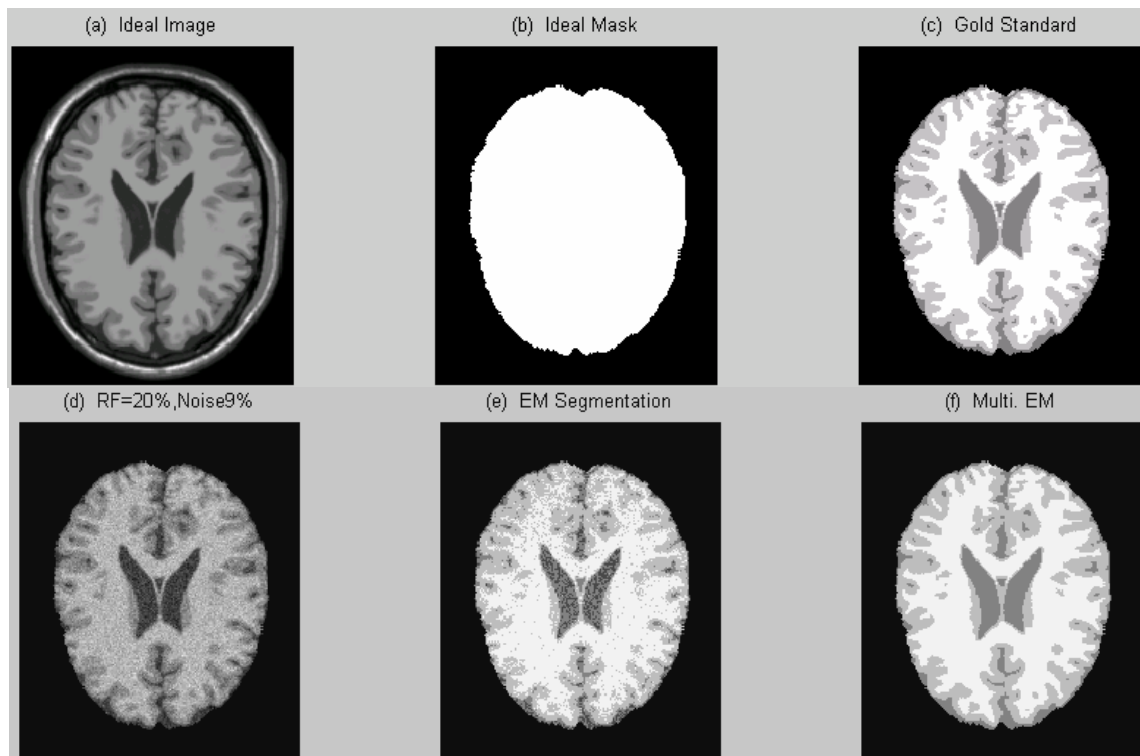 (a) Ideal Image
(b) Ideal Mask
(c) Gold Standard
(d) RF=20%,Noise9%
(e) EM Segmentation
(f) Multi. EM